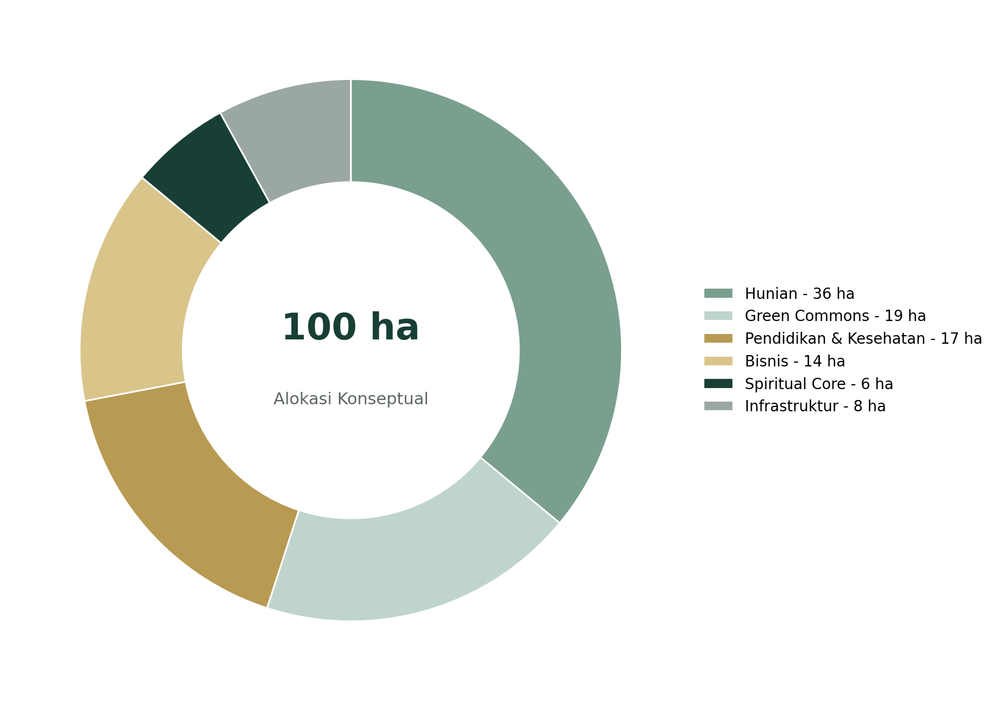 100 ha
Alokasi Konseptual
Hunian - 36 ha
Green Commons - 19 ha
Pendidikan & Kesehatan - 17 ha
Bisnis - 14 ha
Spiritual Core - 6 ha
Infrastruktur - 8 ha